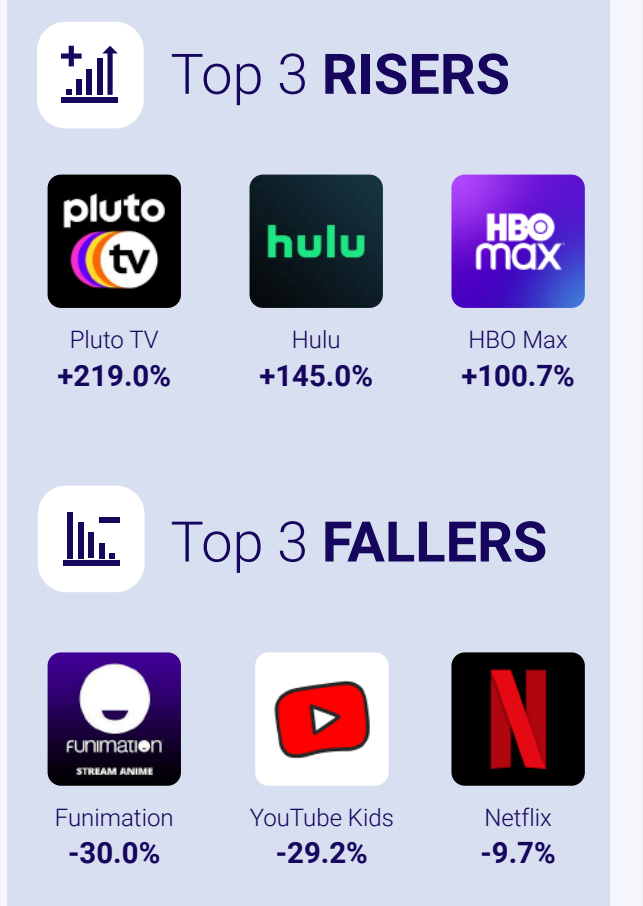 Top 3 RISERS
pluto
tv
hulu
HBO
max
Pluto TV
Hulu
HBO Max
+219.0%
+145.0%
+100.7%
Top 3 FALLERS
FUNIMATION
STREAM ANIME
N
Funimation
YouTube Kids
Netflix
-30.0%
-29.2%
-9.7%